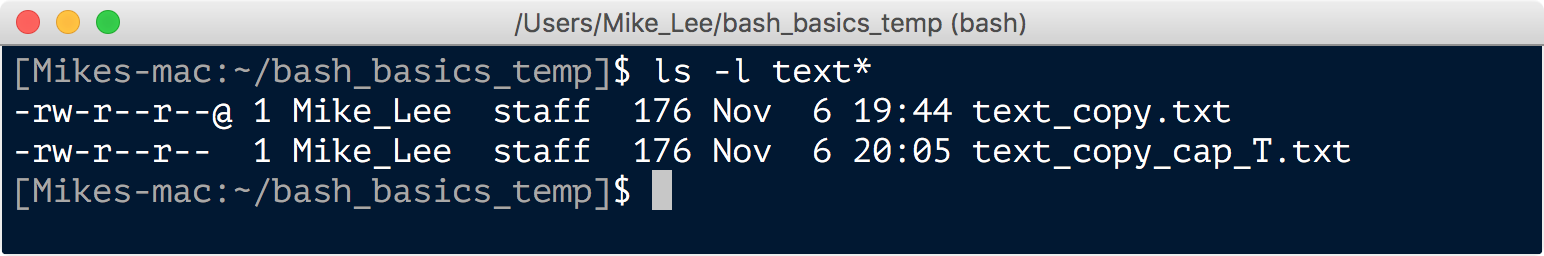 /Users/Mike_Lee/bash_basics_temp (bash)
[Mikes-mac:~/bash_basics_temp]$ ls -l text*
-rw-r--r--@ 1 Mike_Lee  staff  176 Nov  6 19:44 text_copy.txt
-rw-r--r--  1 Mike_Lee  staff  176 Nov  6 20:05 text_copy_cap_T.txt
[Mikes-mac:~/bash_basics_temp]$